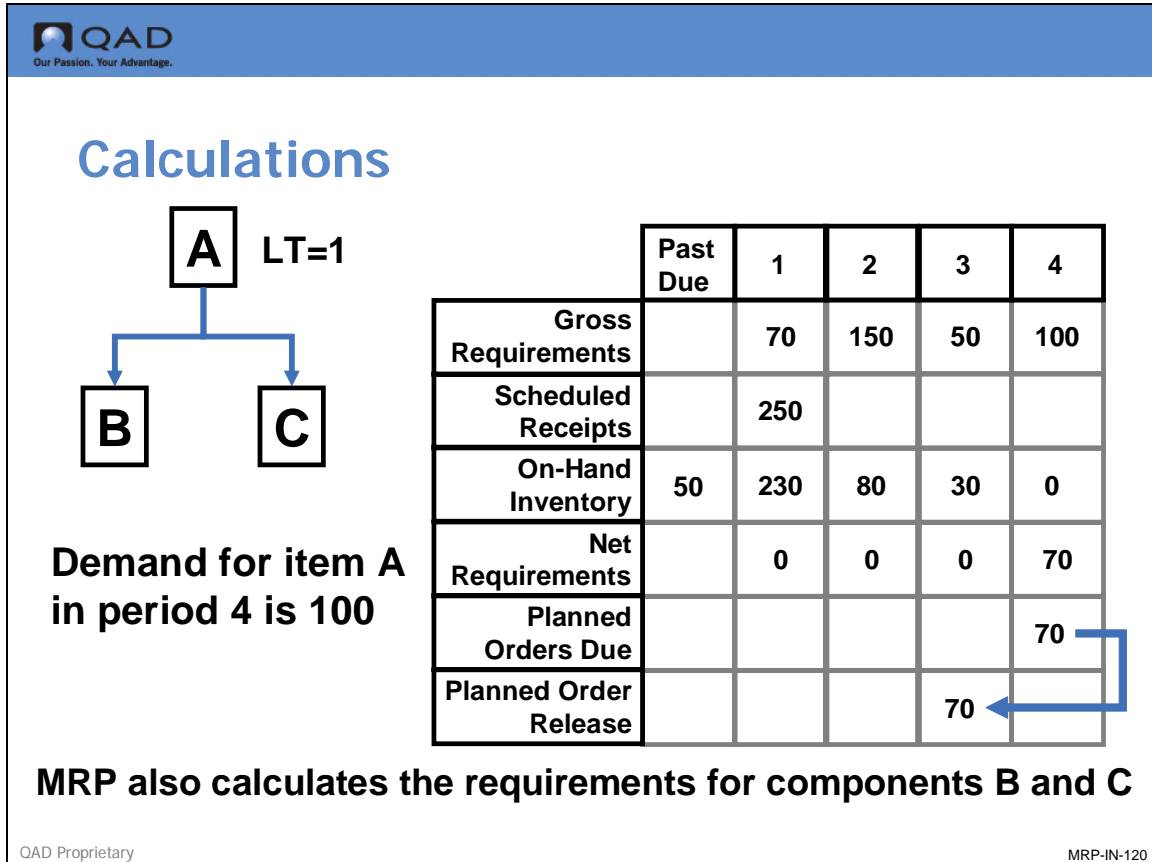 QAD
Our Passion. Your Advantage.
Calculations
A LT=1
B C
Demand for item A
in period 4 is 100
Past
Due 1 2 3 4
Gross
Requirements 70 150 50 100
Scheduled
Receipts 250
On-Hand
Inventory 50 230 80 30 0
Net
Requirements 0 0 0 70
Planned
Orders Due 70
Planned Order
Release 70
MRP also calculates the requirements for components B and C
QAD Proprietary
MRP-IN-120